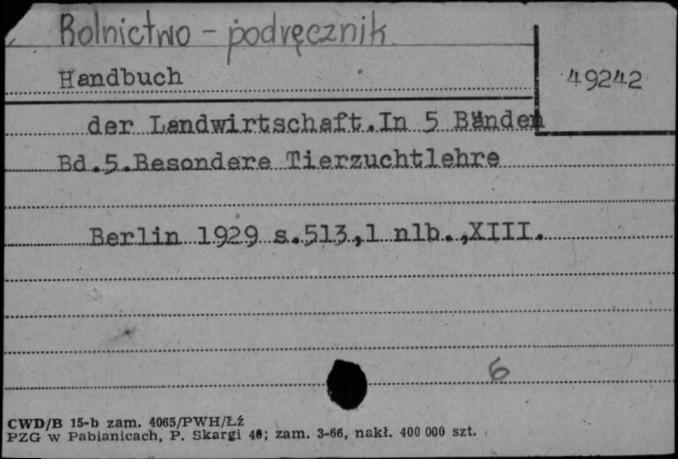 Rolnictwo - podręcznik
Handbuch
49242
der Landwirtschaft.In 5 Bänden
Bd.5.Besondere Tierzuchtlehre
Berlin 1929 s.513,1 nlb.,XIII.
6
CWD/B 15-b zam. 4065/PWH/Łź
PZG w Pabianicach, P. Skargi 40; zam. 3-66, nakł. 400 000 szt.